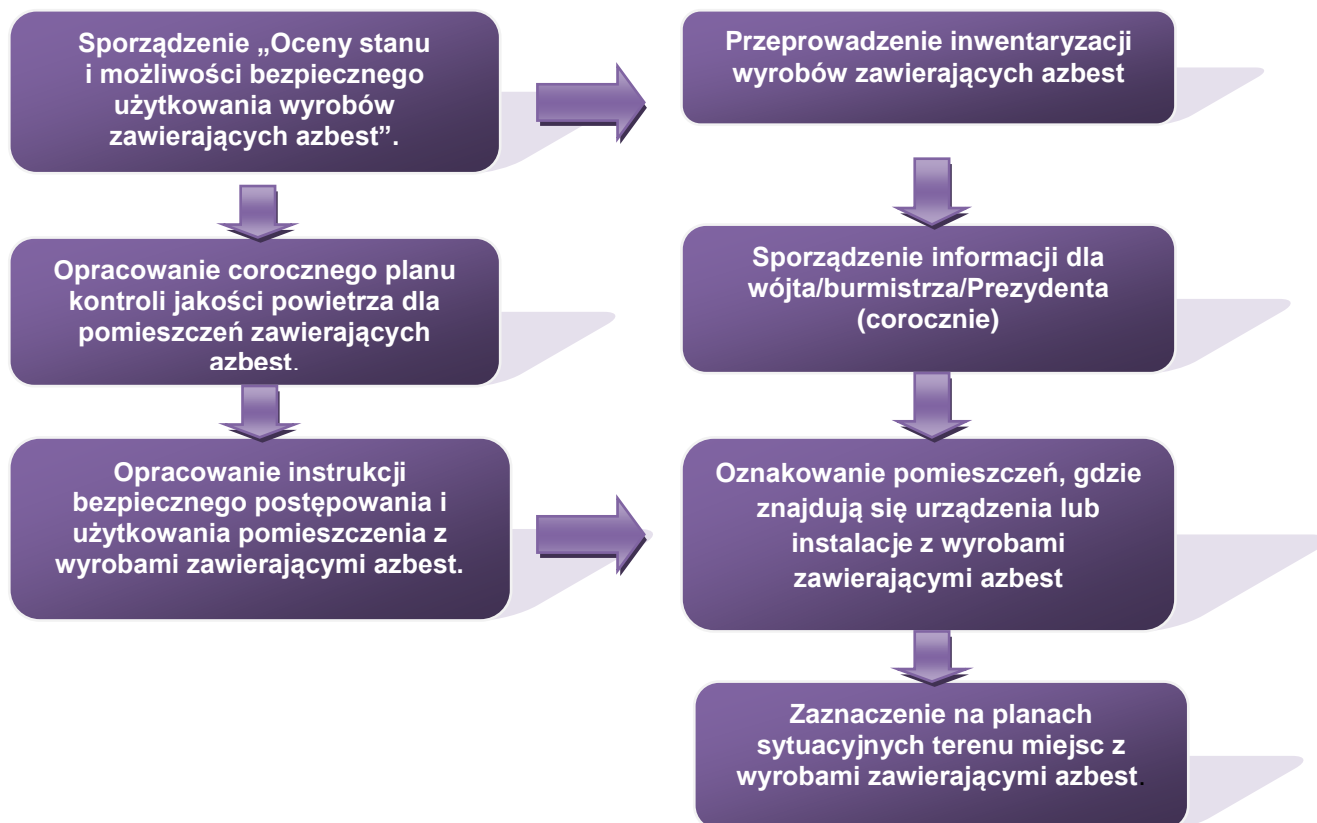 Sporządzenie „Oceny stanu
i możliwości bezpiecznego
użytkowania wyrobów
zawierających azbest”.
Przeprowadzenie inwentaryzacji
wyrobów zawierających azbest
Opracowanie corocznego planu
kontroli jakości powietrza dla
pomieszczeń zawierających
azbest.
Sporządzenie informacji dla
wójta/burmistrza/Prezydenta
(corocznie)
Opracowanie instrukcji
bezpiecznego postępowania i
użytkowania pomieszczenia z
wyrobami zawierającymi azbest.
Oznakowanie pomieszczeń, gdzie
znajdują się urządzenia lub
instalacje z wyrobami
zawierającymi azbest
Zaznaczenie na planach
sytuacyjnych terenu miejsc z
wyrobami zawierającymi azbest.